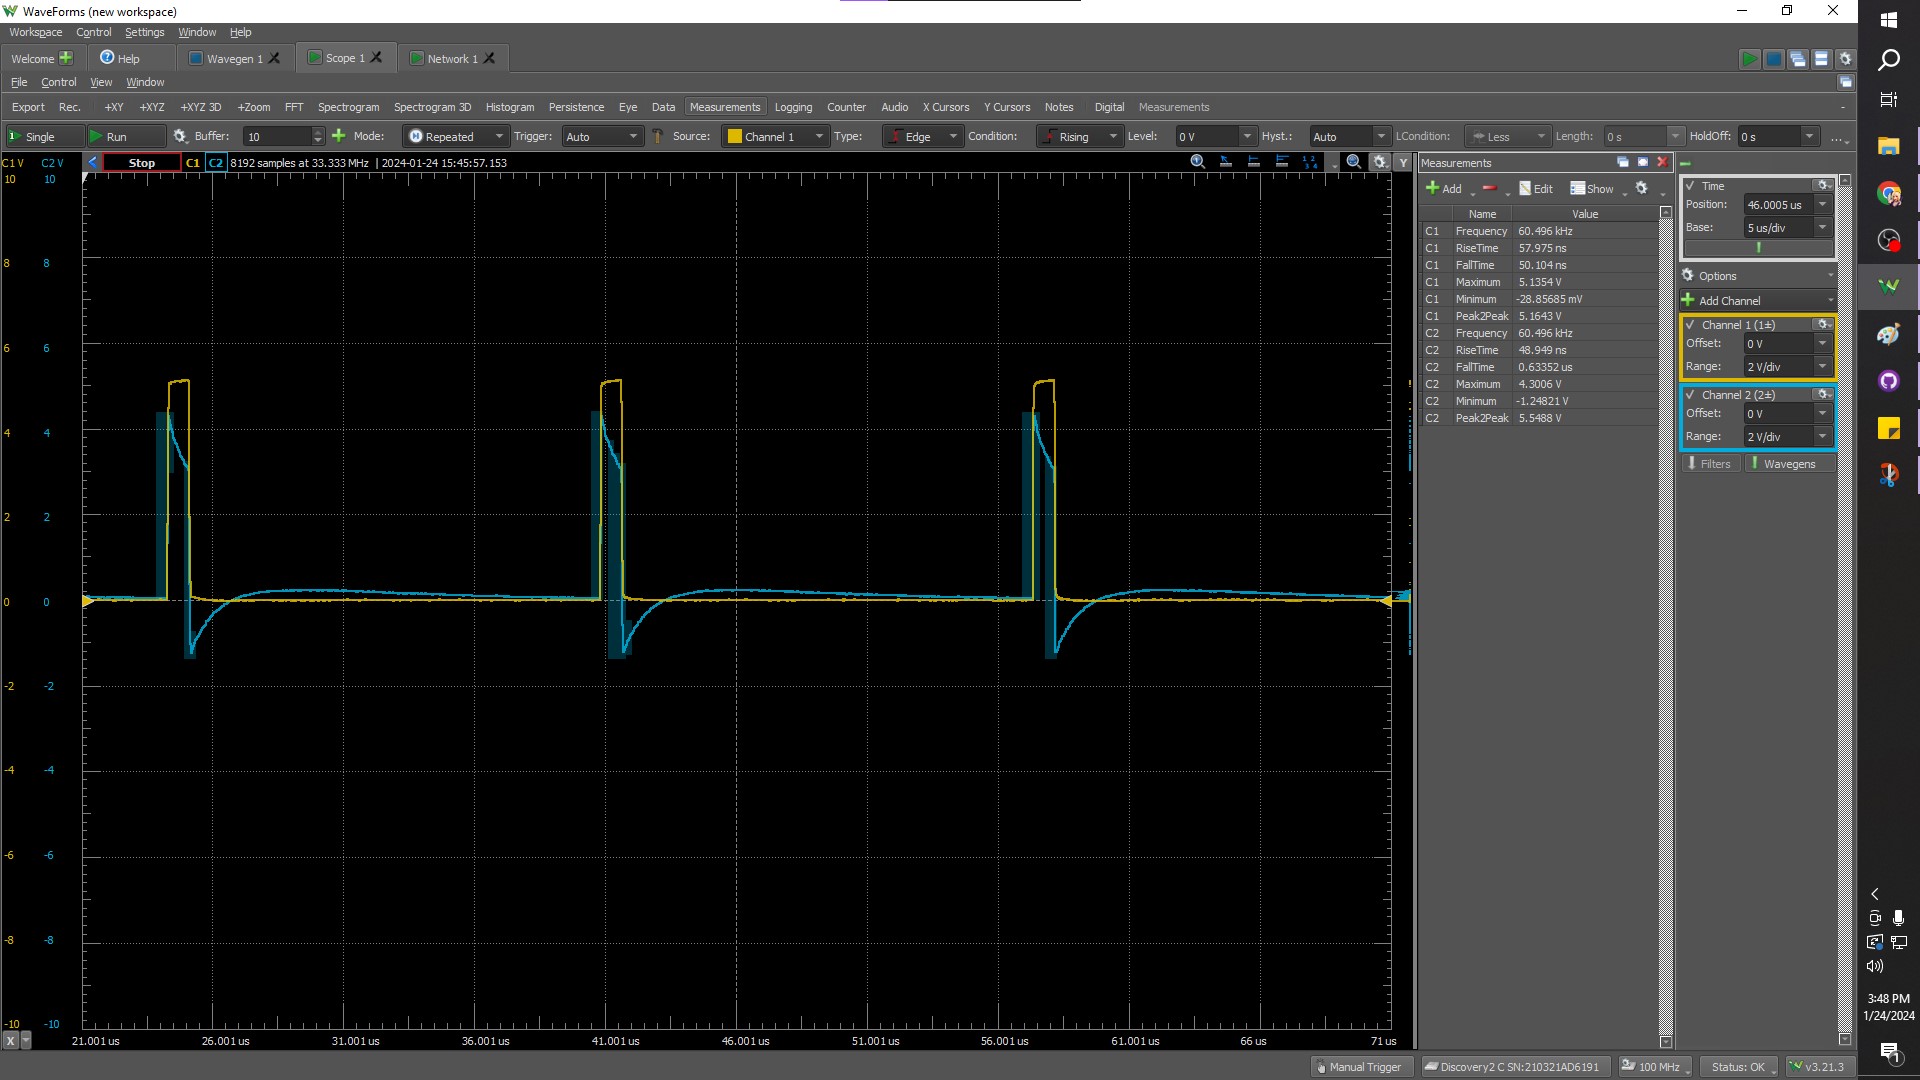 WaveForms (new workspace)
Workspace Control Settings Window Help
Welcome Help Wavegen 1 Scope 1 Network 1
File Control View Window
Export Rec. +XY +XYZ +XYZ 3D +Zoom FFT Spectrogram Spectrogram 3D Histogram Persistence Eye Data Measurements Logging Counter Audio X Cursors Y Cursors Notes Digital Measurements
Single Run Buffer: 10 Mode: Repeated Trigger: Auto Source: Channel 1 Type: Edge Condition: Rising Level: 0 V Hyst.: Auto LCondition: Less Length: 0 s HoldOff: 0 s ...
C1 V C2 V Stop C1 C2 8192 samples at 33.333 MHz | 2024-01-24 15:45:57.153 Y
10 10
8 8
6 6
4 4
2 2
0 0
-2 -2
-4 -4
-6 -6
-8 -8
-10 -10
X 21.001 us 26.001 us 31.001 us 36.001 us 41.001 us 46.001 us 51.001 us 56.001 us 61.001 us 66 us 71 us
Measurements
Add Edit Show
Name Value
C1 Frequency 60.496 kHz
C1 RiseTime 57.975 ns
C1 FallTime 50.104 ns
C1 Maximum 5.1354 V
C1 Minimum -28.85685 mV
C1 Peak2Peak 5.1643 V
C2 Frequency 60.496 kHz
C2 RiseTime 48.949 ns
C2 FallTime 0.63352 us
C2 Maximum 4.3006 V
C2 Minimum -1.24821 V
C2 Peak2Peak 5.5488 V
Time
Position: 46.0005 us
Base: 5 us/div
Options
Add Channel
Channel 1 (1±)
Offset: 0 V
Range: 2 V/div
Channel 2 (2±)
Offset: 0 V
Range: 2 V/div
Filters Wavegens
Manual Trigger Discovery2 C SN:210321AD6191 100 MHz Status: OK v3.21.3
3:48 PM
1/24/2024
1